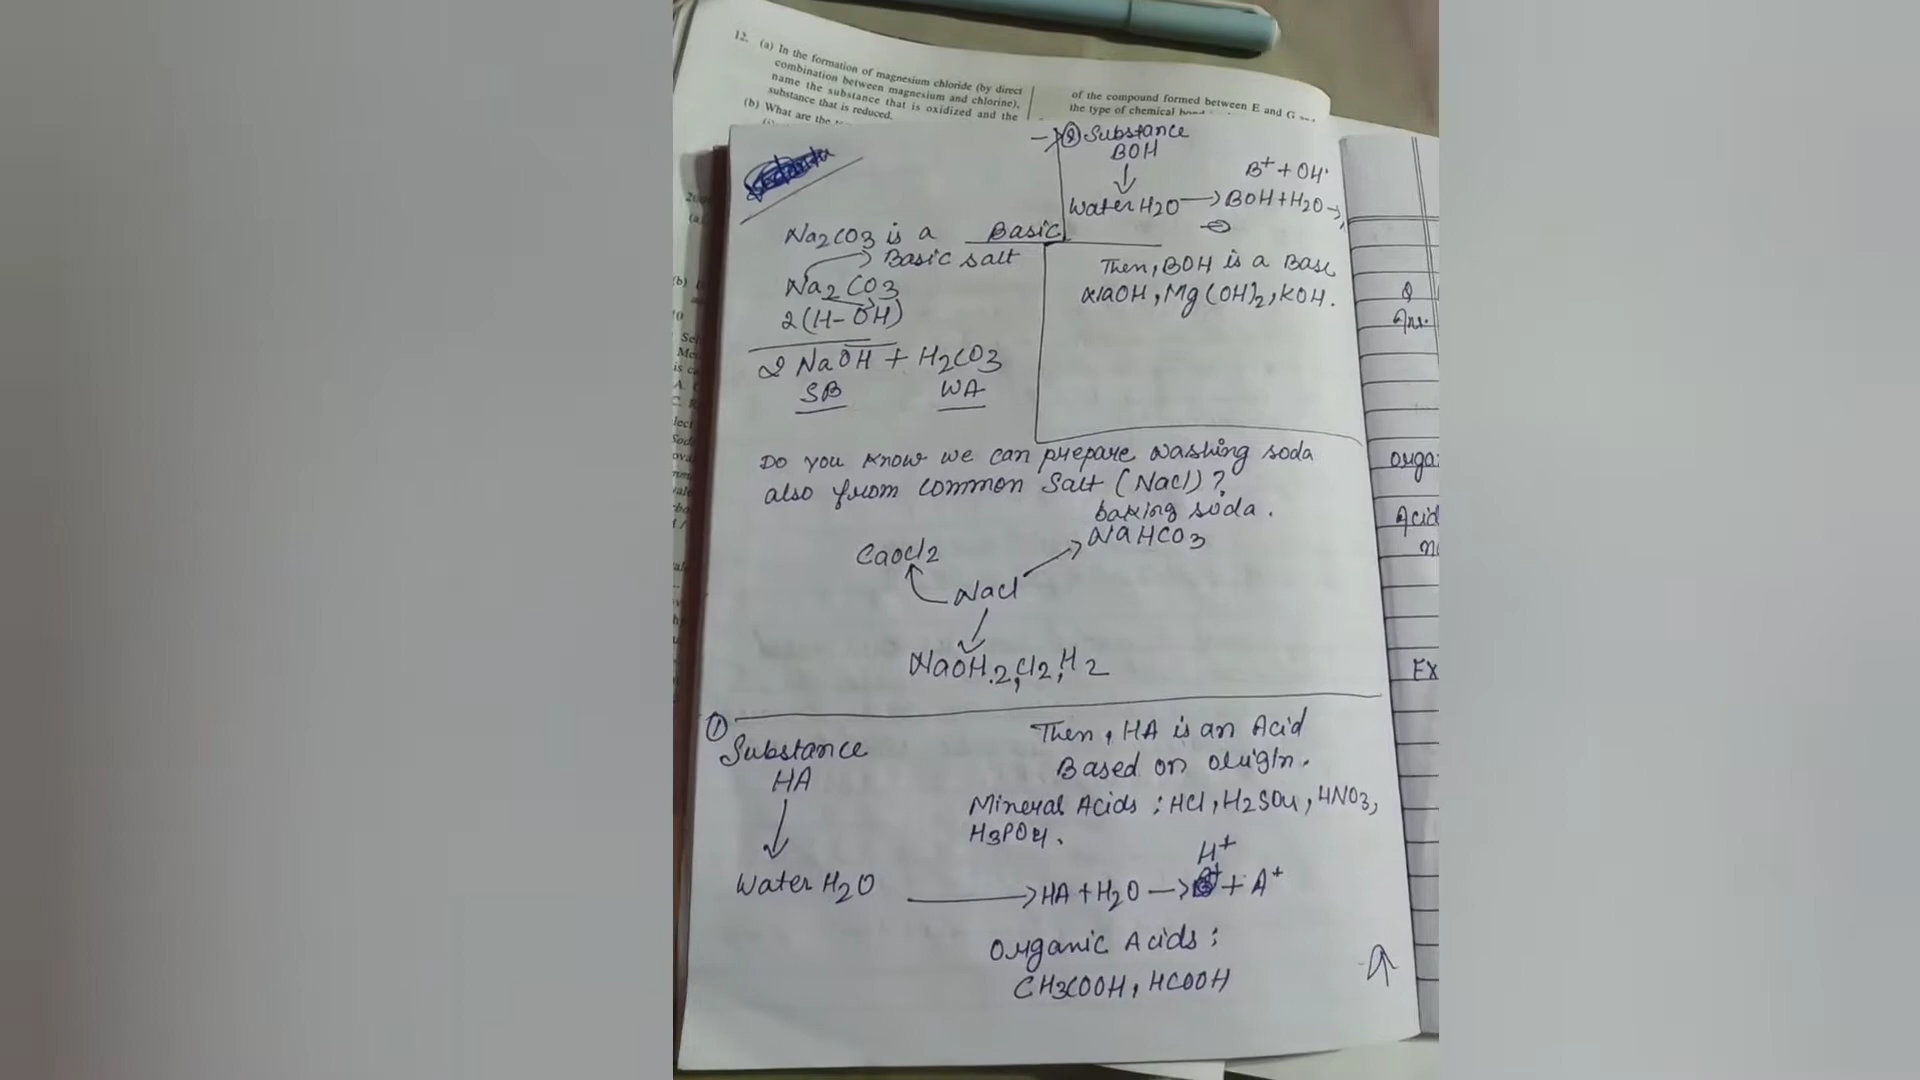 12. (a) In the formation of magnesium chloride (by direct
combination between magnesium and chlorine),
name the substance that is oxidized and the
substance that is reduced.
(b) What are the
of the compound formed between E and G
the type of chemical bond
→ ② Substance
BOH
↓
Water H2O → BOH + H2O →
B+ + OH-
Then, BOH is a Base
NaOH, Mg(OH)2, KOH.
Na2CO3 is a Basic
→ Basic salt
Na2CO3
2(H-OH)
2 NaOH + H2CO3
SB WA
Do you know we can prepare washing soda
also from common Salt (NaCl)?
baking soda.
NaHCO3
CaOCl2
NaCl
NaOH.2, Cl2, H2
①
Substance
HA
↓
Water H2O → HA + H2O → + A+
H+
Then, HA is an Acid
Based on origin.
Mineral Acids : HCl, H2SO4, HNO3,
H3PO4.
Organic Acids :
CH3COOH, HCOOH
Q
Ans.
Acid
EX